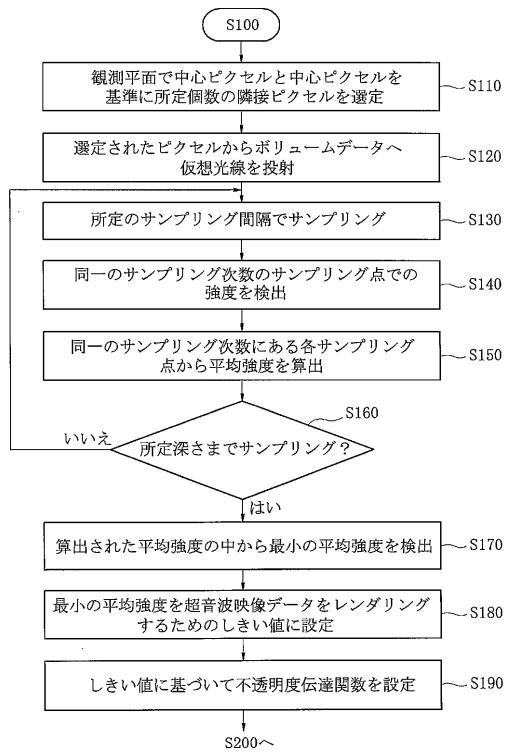 S100
観測平面で中心ピクセルと中心ピクセルを
基準に所定個数の隣接ピクセルを選定
S110
選定されたピクセルからボリュームデータへ
仮想光線を投射
S120
所定のサンプリング間隔でサンプリング
S130
同一のサンプリング次数のサンプリング点での
強度を検出
S140
同一のサンプリング次数にある各サンプリング
点から平均強度を算出
S150
S160
所定深さまでサンプリング？
いいえ
はい
算出された平均強度の中から最小の平均強度を検出
S170
最小の平均強度を超音波映像データをレンダリング
するためのしきい値に設定
S180
しきい値に基づいて不透明度伝達関数を設定
S190
S200へ